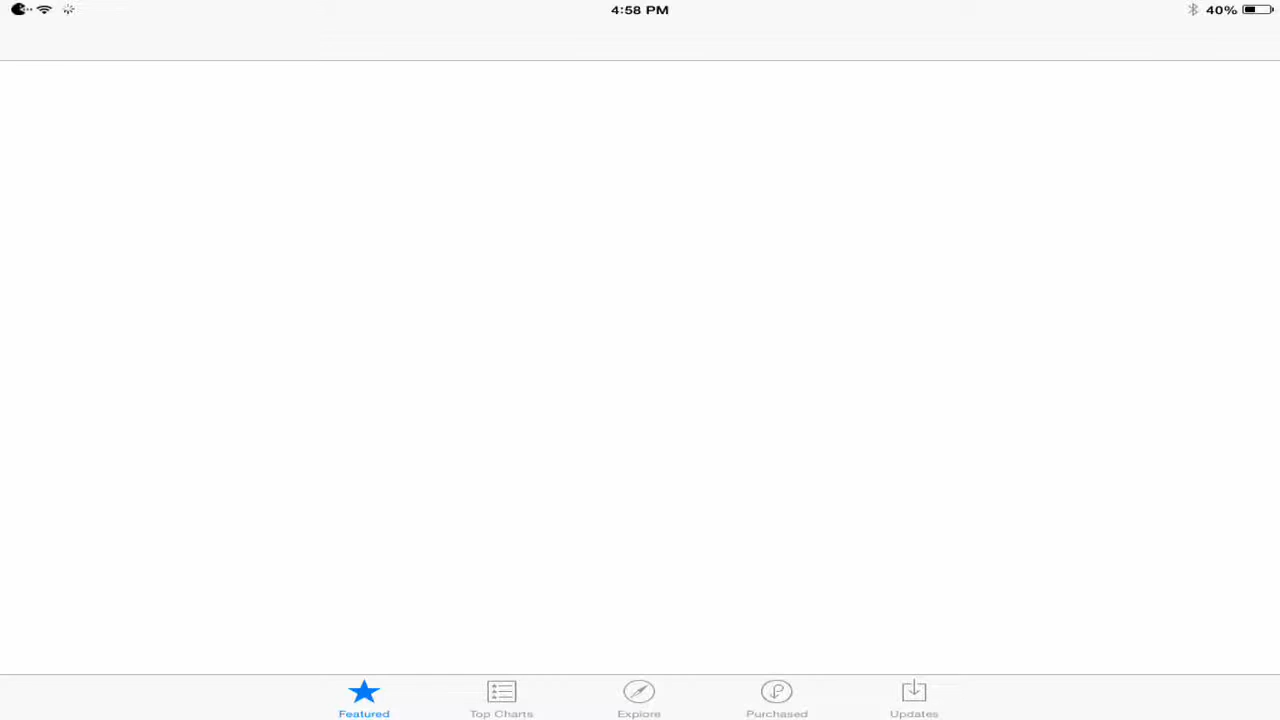 4:58 PM
40%
Featured
Top Charts
Explore
Purchased
Updates